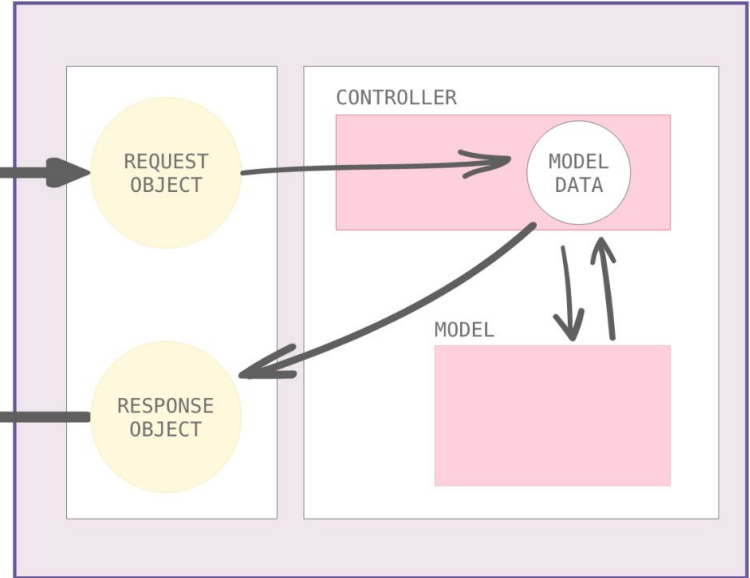 CONTROLLER
REQUEST
OBJECT
MODEL
DATA
MODEL
RESPONSE
OBJECT